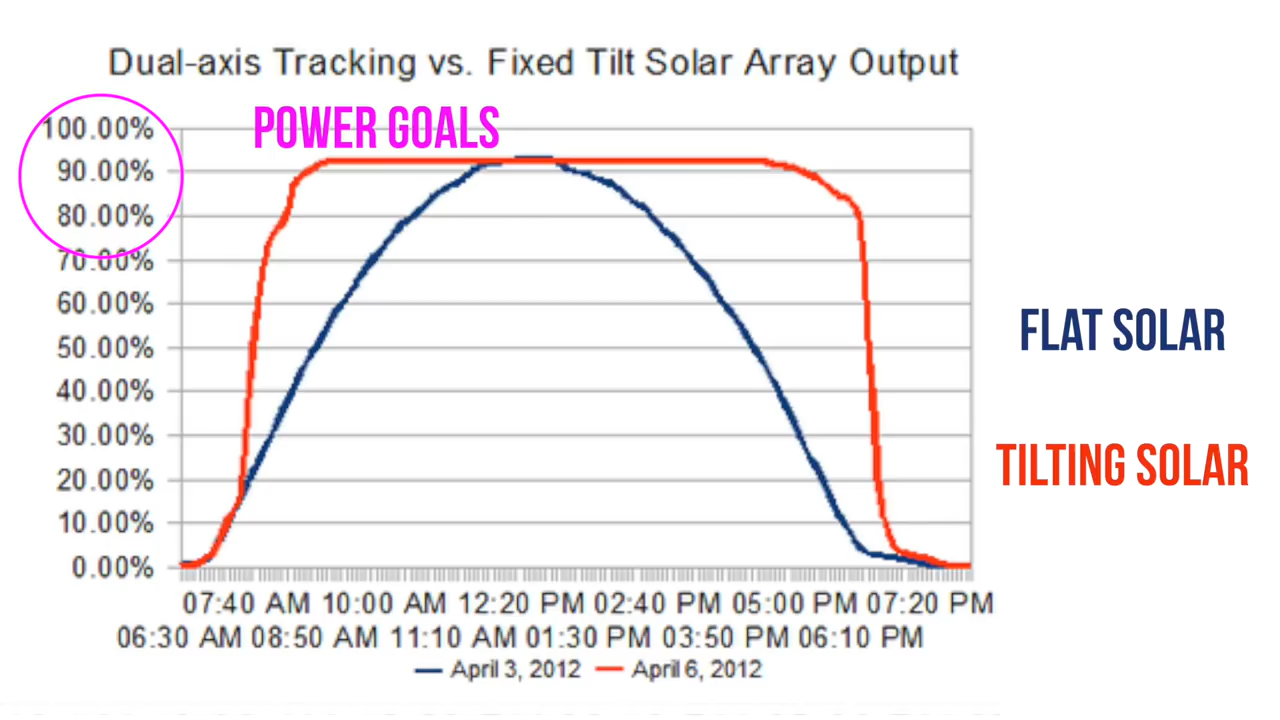 Dual-axis Tracking vs. Fixed Tilt Solar Array Output
POWER GOALS
100.00%
90.00%
80.00%
70.00%
60.00%
50.00%
40.00%
30.00%
20.00%
10.00%
0.00%
FLAT SOLAR
TILTING SOLAR
07:40 AM 10:00 AM 12:20 PM 02:40 PM 05:00 PM 07:20 PM
06:30 AM 08:50 AM 11:10 AM 01:30 PM 03:50 PM 06:10 PM
April 3, 2012 April 6, 2012